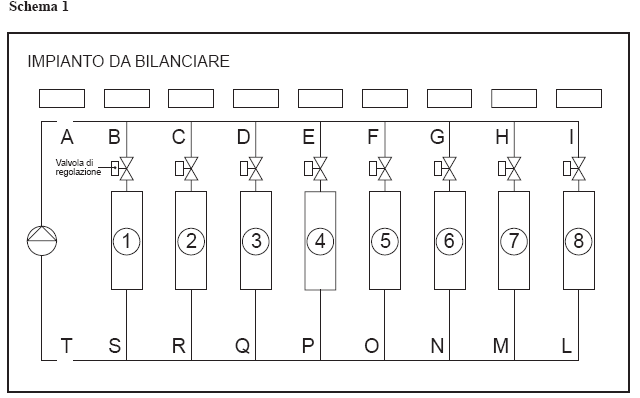 Schema 1
IMPIANTO DA BILANCIARE
A B C D E F G H I
Valvola di
regolazione
1 2 3 4 5 6 7 8
T S R Q P O N M L